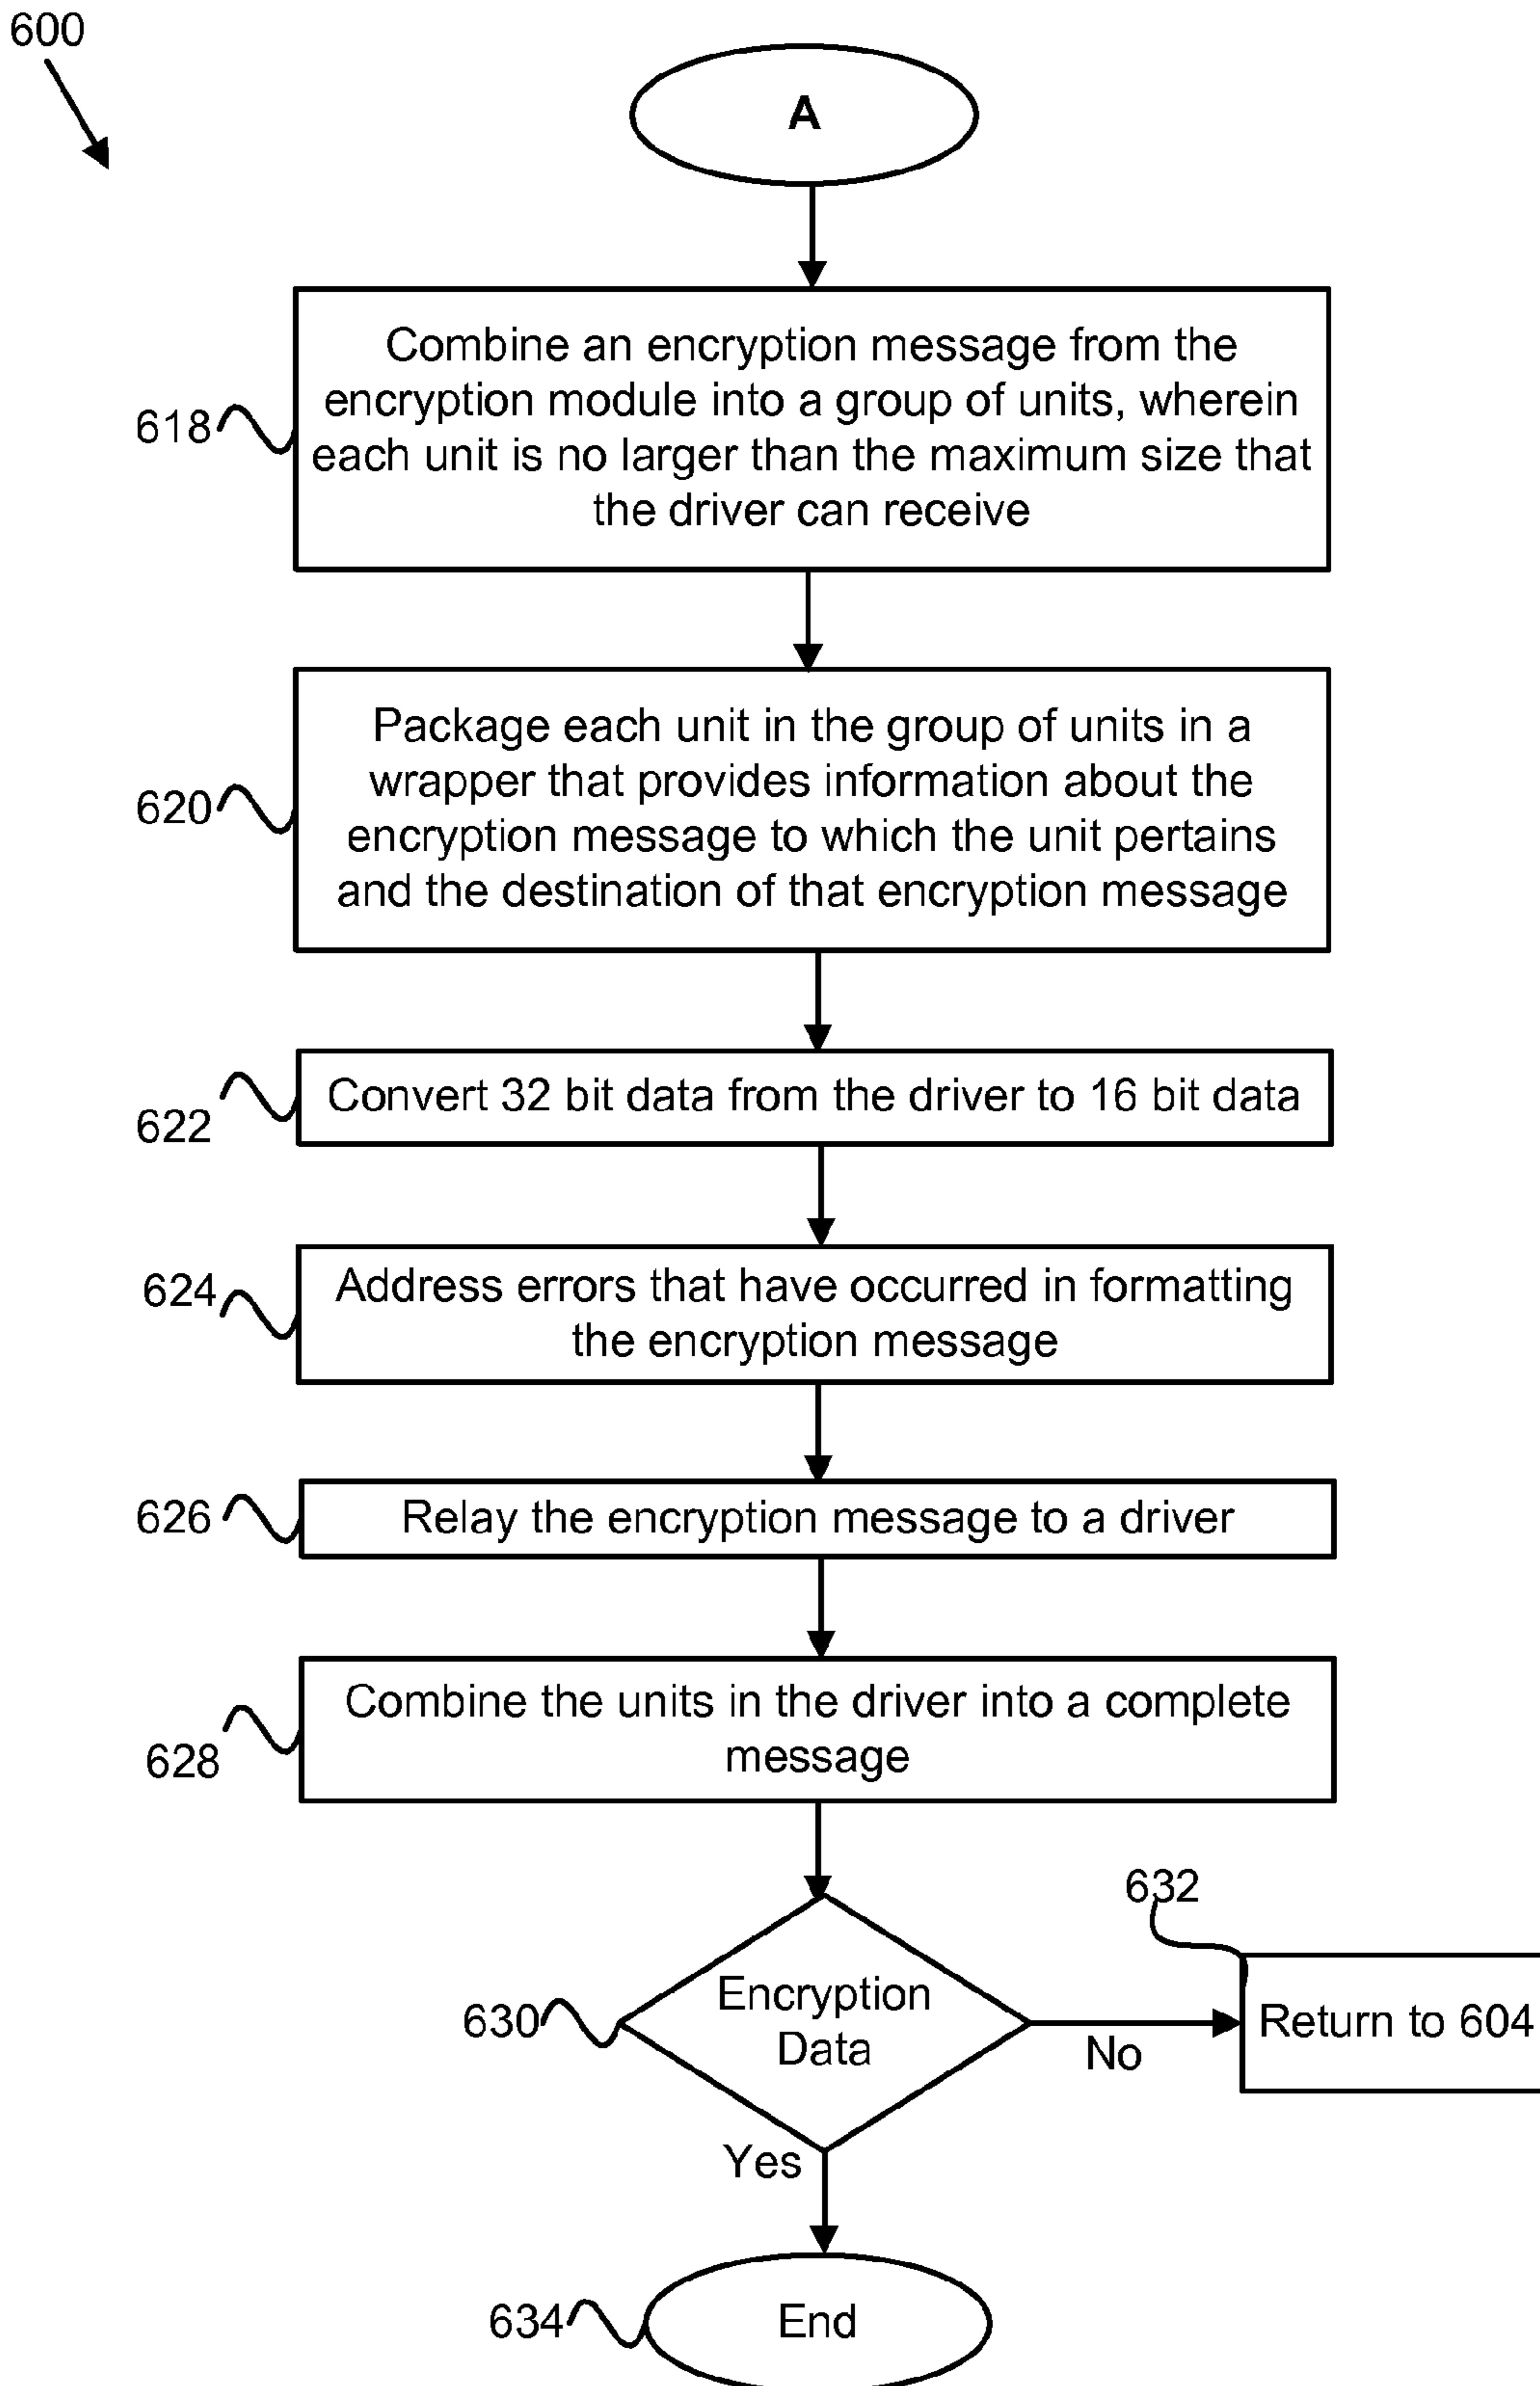 600
A
Combine an encryption message from the
encryption module into a group of units, wherein
each unit is no larger than the maximum size that
the driver can receive
618
Package each unit in the group of units in a
wrapper that provides information about the
encryption message to which the unit pertains
and the destination of that encryption message
620
Convert 32 bit data from the driver to 16 bit data
622
Address errors that have occurred in formatting
the encryption message
624
626
Relay the encryption message to a driver
Combine the units in the driver into a complete
message
628
632
Encryption
Data
630
Return to 604
No
Yes
634
End